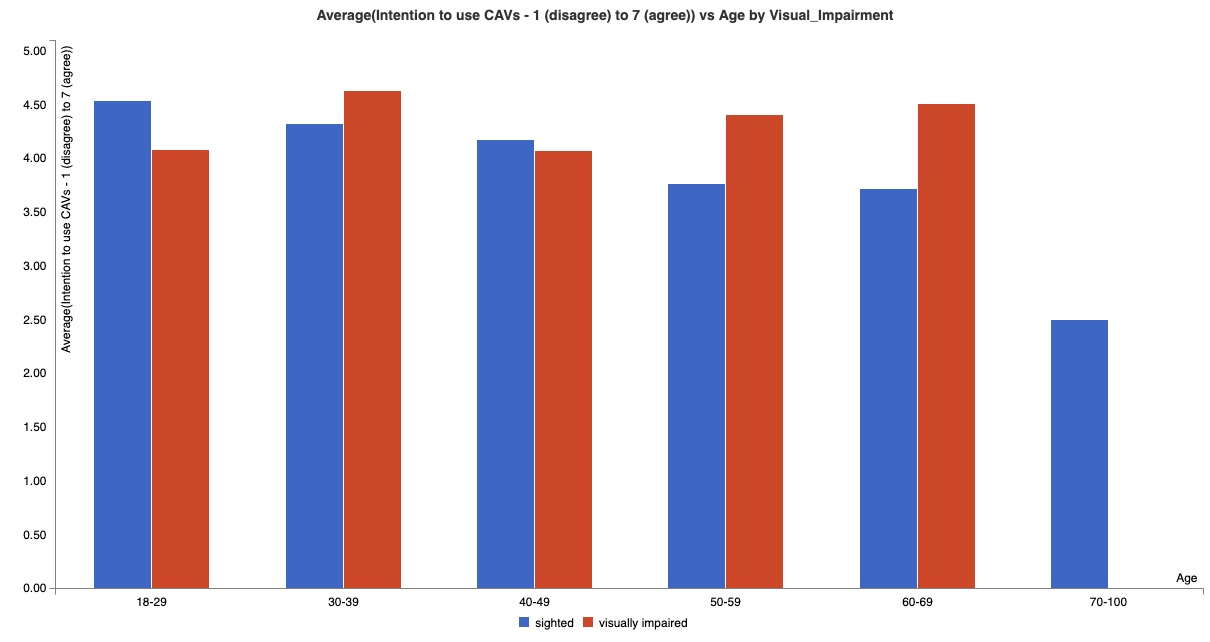 Average(Intention to use CAVs - 1 (disagree) to 7 (agree)) vs Age by Visual_Impairment
Average(Intention to use CAVs - 1 (disagree) to 7 (agree))
5.00
4.50
4.00
3.50
3.00
2.50
2.00
1.50
1.00
0.50
0.00
Age
18-29 30-39 40-49 50-59 60-69 70-100
sighted visually impaired